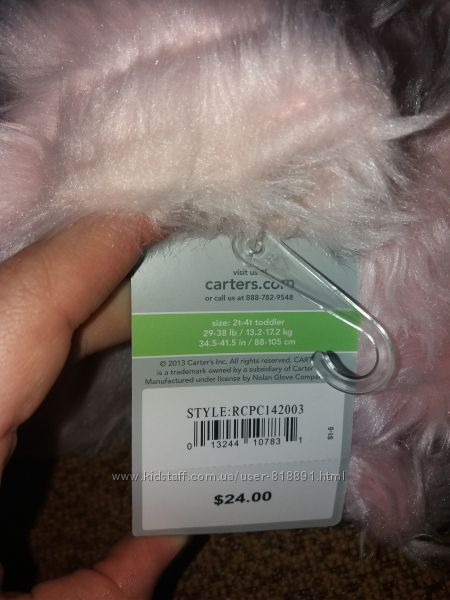 visit us at
carters.com
or call us at 888-782-9548
size: 2t-4t toddler
29-38 lb / 13.2-17.2 kg
34.5-41.5 in / 88-105 cm
© 2013 Carter's Inc. All rights reserved.
is a trademark owned by a subsidiary of Carter
Manufactured under license by Nolan Glove
STYLE:RCPC142003
0 13244 10783 1
SI-5
www.kidstaff.com.ua/user-818891.html
$24.00